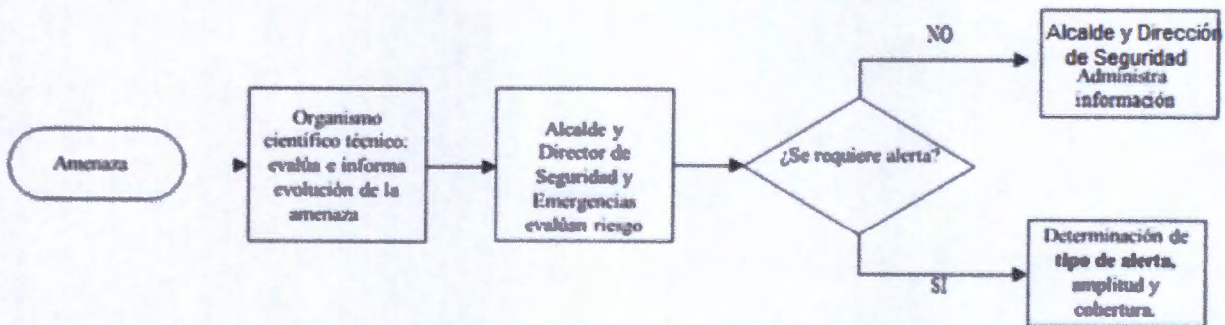 Amenaza
Organismo
científico técnico:
evalúa e informa
evolución de la
amenaza
Alcalde y
Director de
Seguridad y
Emergencias
evalúan riesgo
¿Se requiere alerta?
NO
Alcalde y Dirección
de Seguridad
Administra
información
SI
Determinación de
tipo de alerta,
amplitud y
cobertura.